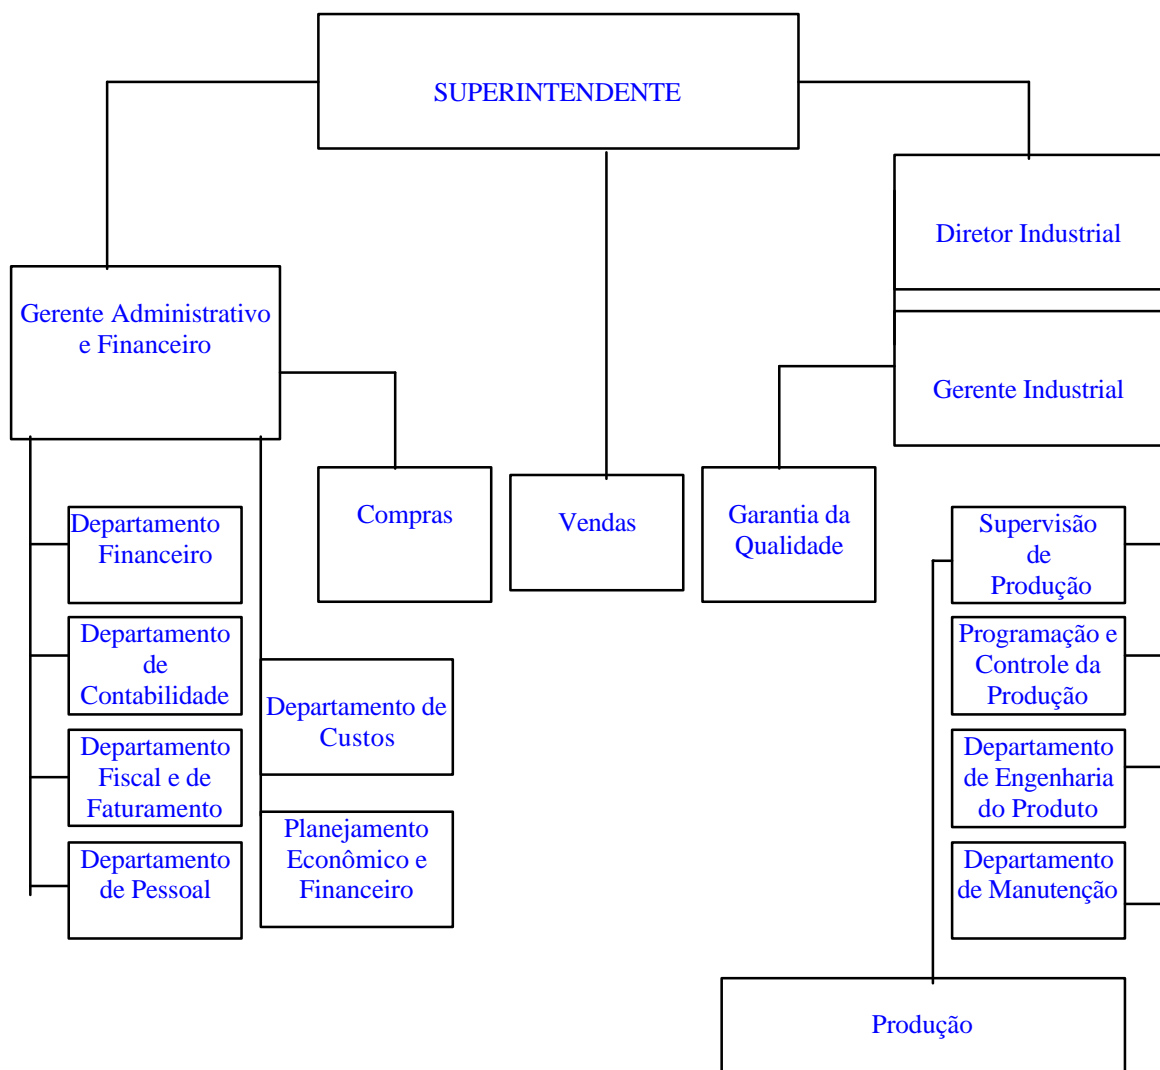 SUPERINTENDENTE
Diretor Industrial
Gerente Administrativo
e Financeiro
Gerente Industrial
Compras
Vendas
Garantia da
Qualidade
Departamento
Financeiro
Departamento
de
Contabilidade
Departamento
Fiscal e de
Faturamento
Departamento
de Pessoal
Departamento de
Custos
Planejamento
Econômico e
Financeiro
Supervisão
de
Produção
Programação e
Controle da
Produção
Departamento
de Engenharia
do Produto
Departamento
de Manutenção
Produção